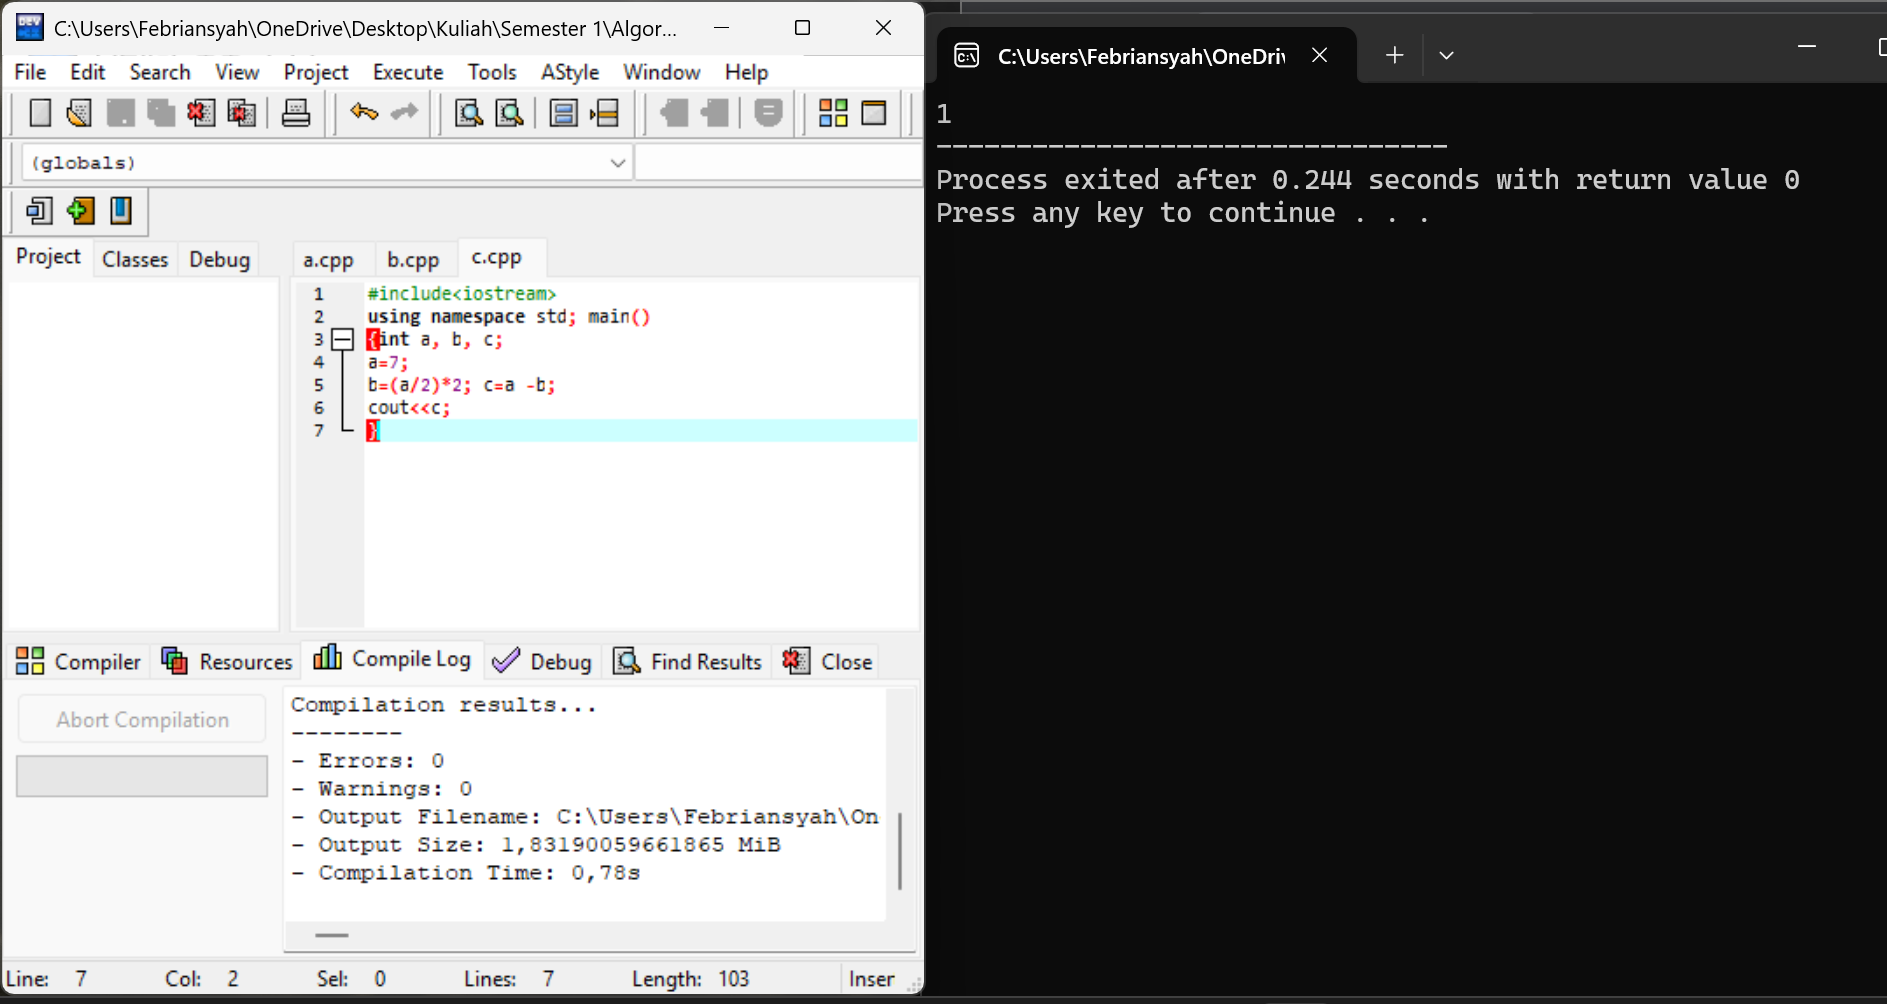 C:\Users\Febriansyah\OneDrive\Desktop\Kuliah\Semester 1\Algor...
File Edit Search View Project Execute Tools AStyle Window Help
(globals)
Project Classes Debug
a.cpp b.cpp c.cpp
1 #include<iostream>
2 using namespace std; main()
3 {int a, b, c;
4 a=7;
5 b=(a/2)*2; c=a -b;
6 cout<<c;
7 }
Compiler Resources Compile Log Debug Find Results Close
Abort Compilation
Compilation results...
--------
- Errors: 0
- Warnings: 0
- Output Filename: C:\Users\Febriansyah\On
- Output Size: 1,83190059661865 MiB
- Compilation Time: 0,78s
Line: 7 Col: 2 Sel: 0 Lines: 7 Length: 103 Inser
C:\Users\Febriansyah\OneDriv
1
--------------------------------
Process exited after 0.244 seconds with return value 0
Press any key to continue . . .